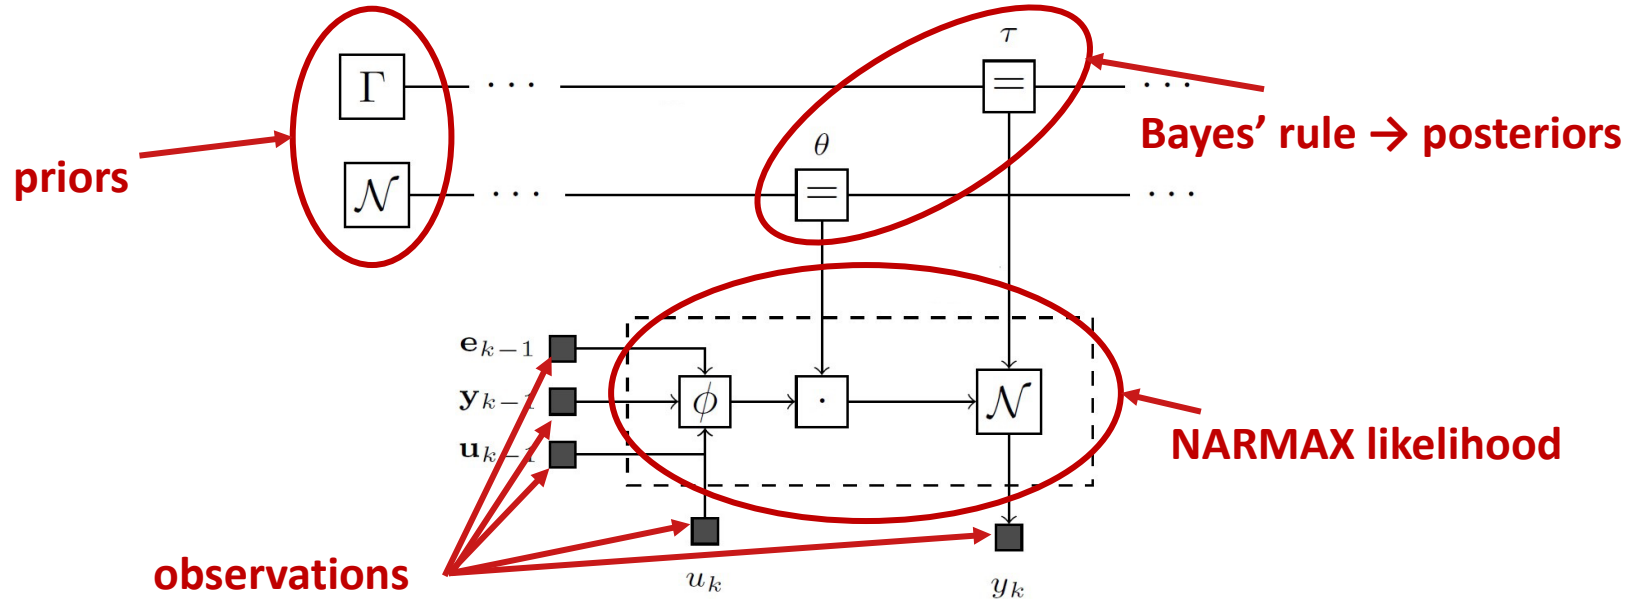 τ
Γ
· · ·
=
· · ·
Bayes’ rule → posteriors
θ
priors
𝒩
· · ·
=
· · ·
e_{k−1}
y_{k−1}
ϕ
·
𝒩
u_{k−1}
NARMAX likelihood
observations
u_k
y_k